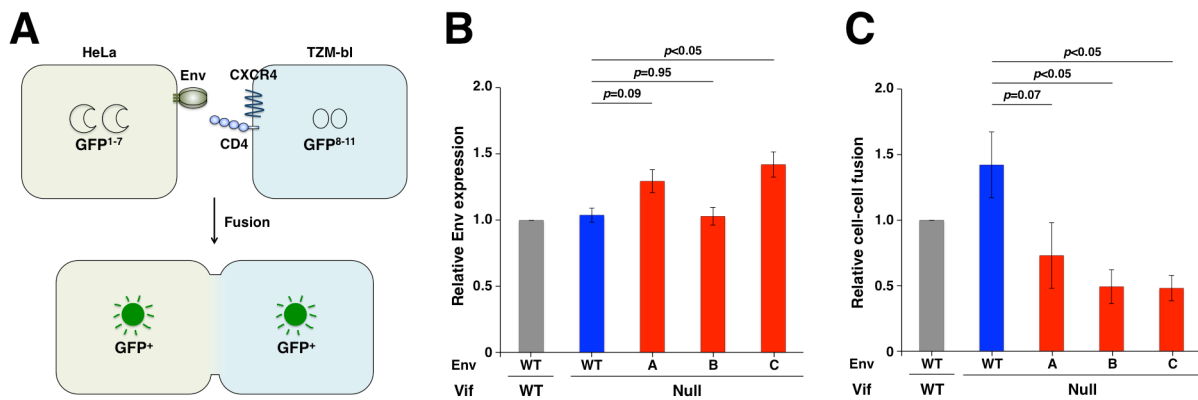 A
HeLa
TZM-bl
Env
CXCR4
CD4
GFP1-7
GFP8-11
Fusion
GFP+
GFP+
B
Relative Env expression
2.0
1.5
1.0
0.5
0
p<0.05
p=0.95
p=0.09
Env WT WT A B C
Vif WT Null
C
Relative cell-cell fusion
2.0
1.5
1.0
0.5
0
p<0.05
p<0.05
p=0.07
Env WT WT A B C
Vif WT Null